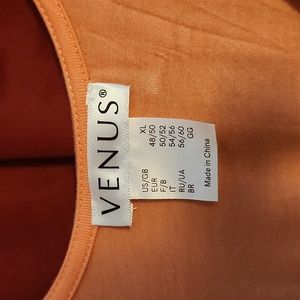 VENUS®
US/GB XL
EUR 48/50
F/B 50/52
IT 54/56
RU/UA 56/60
BR GG
Made in China